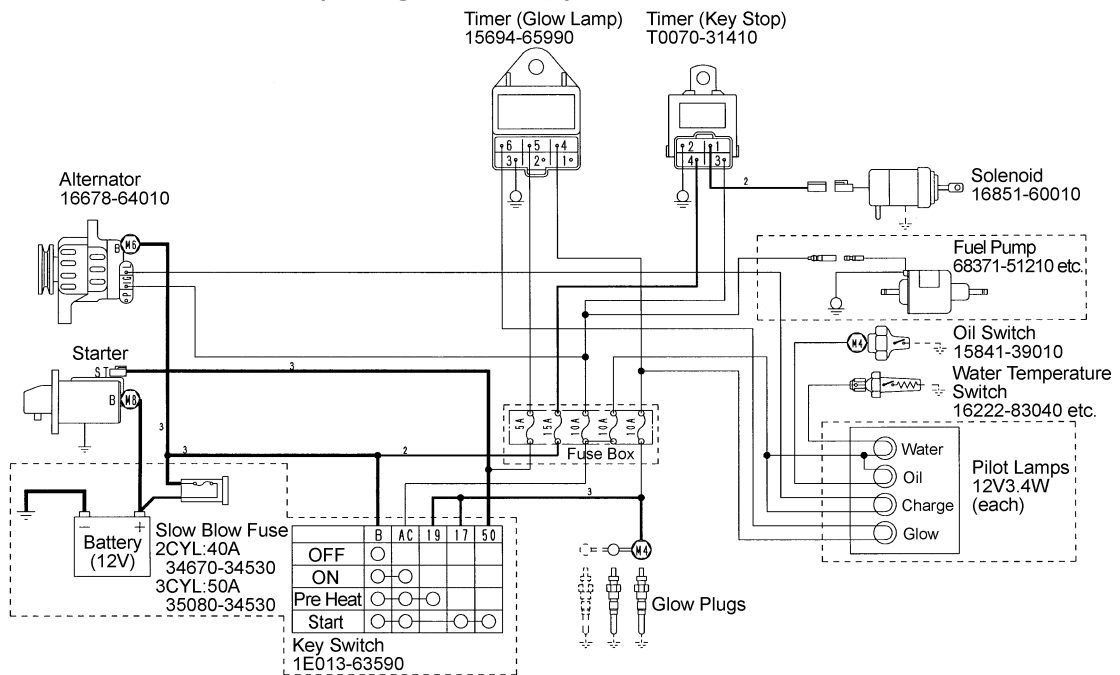 Timer (Glow Lamp)
15694-65990
Timer (Key Stop)
T0070-31410
6 5 4
3 2 1
2 1
4 3
Alternator
16678-64010
B M6
L
IG
P
2
Solenoid
16851-60010
Fuel Pump
68371-51210 etc.
Starter
S T
B M8
3
M4
Oil Switch
15841-39010
Water Temperature
Switch
16222-83040 etc.
5A 15A 10A 10A 10A
Fuse Box
3
3
2
3
Water
Oil
Charge
Glow
Pilot Lamps
12V3.4W
(each)
− +
Battery
(12V)
Slow Blow Fuse
2CYL:40A
34670-34530
3CYL:50A
35080-34530
B AC 19 17 50
OFF
ON
Pre Heat
Start
Key Switch
1E013-63590
M4
Glow Plugs